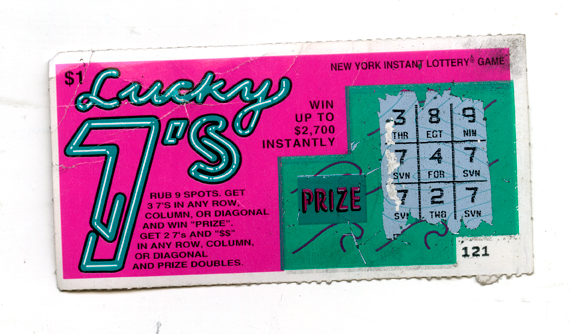 $1
Lucky
7's
NEW YORK INSTANT LOTTERY® GAME
WIN
UP TO
$2,700
INSTANTLY
RUB 9 SPOTS. GET
3 7'S IN ANY ROW,
COLUMN, OR DIAGONAL
AND WIN "PRIZE".
GET 2 7's AND "$$"
IN ANY ROW, COLUMN,
OR DIAGONAL
AND PRIZE DOUBLES.
PRIZE
3 8 9
THR EGT NIN
7 4 7
SVN FOR SVN
7 2 7
SVN TWO SVN
121